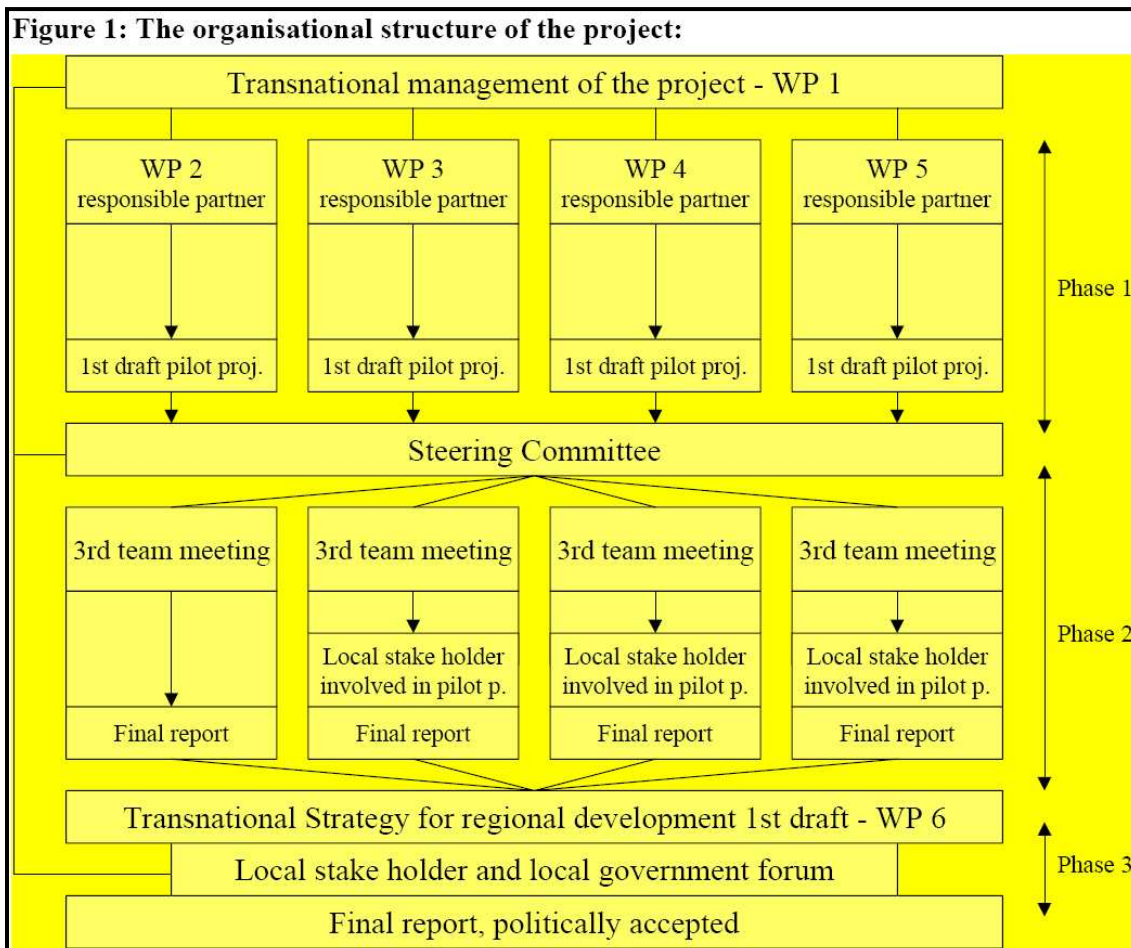 Figure 1: The organisational structure of the project:
Transnational management of the project - WP 1
WP 2
responsible partner
WP 3
responsible partner
WP 4
responsible partner
WP 5
responsible partner
Phase 1
1st draft pilot proj.
1st draft pilot proj.
1st draft pilot proj.
1st draft pilot proj.
Steering Committee
3rd team meeting
3rd team meeting
3rd team meeting
3rd team meeting
Phase 2
Local stake holder
involved in pilot p.
Local stake holder
involved in pilot p.
Local stake holder
involved in pilot p.
Final report
Final report
Final report
Final report
Transnational Strategy for regional development 1st draft - WP 6
Local stake holder and local government forum
Phase 3
Final report, politically accepted